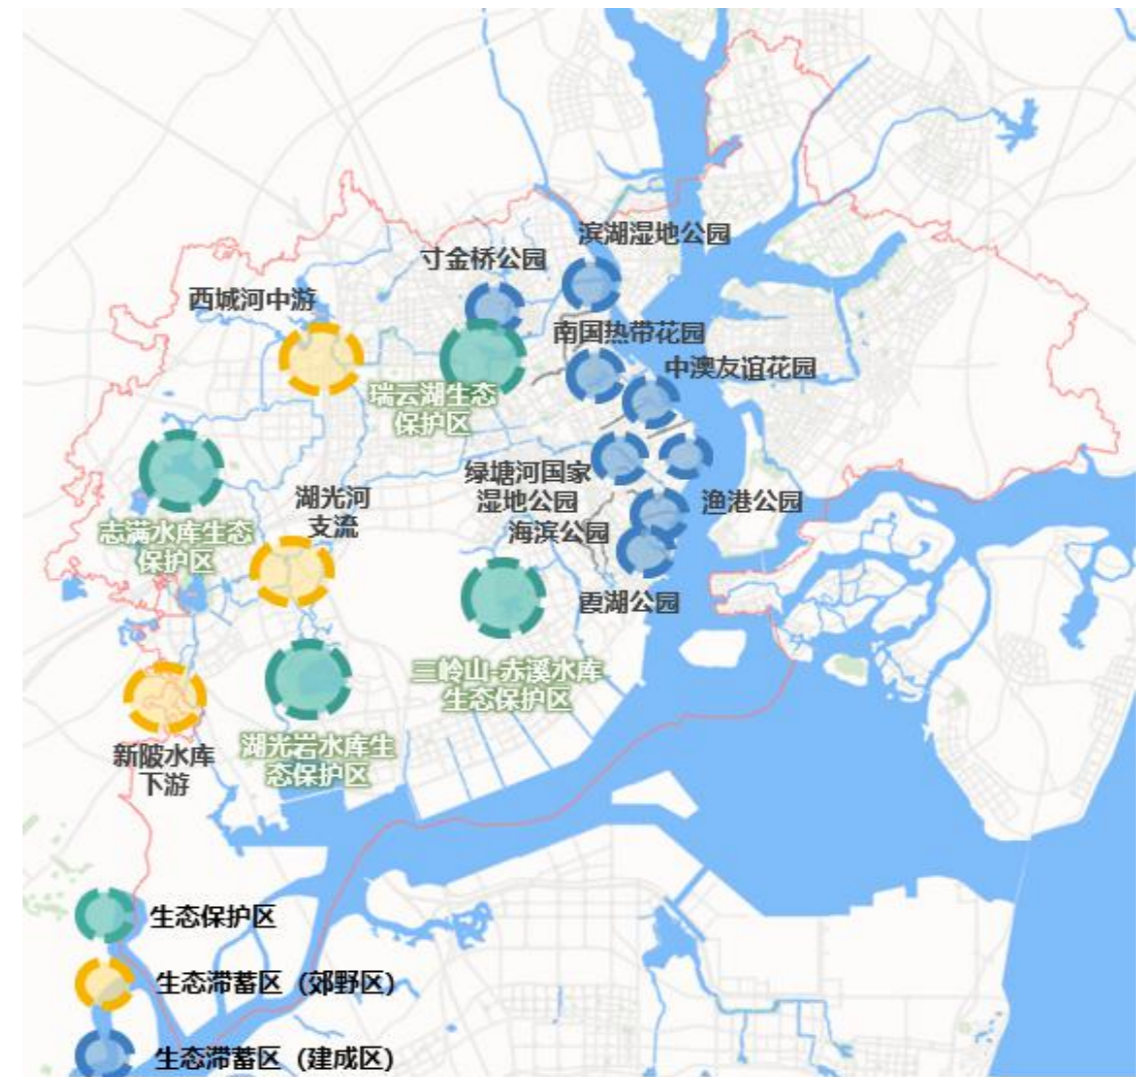 滨湖湿地公园
寸金桥公园
西城河中游
南国热带花园
中澳友谊花园
瑞云湖生态
保护区
绿塘河国家
湿地公园
湖光河
支流
渔港公园
志满水库生态
保护区
海滨公园
霞湖公园
三岭山-赤溪水库
生态保护区
湖光岩水库生
态保护区
新陂水库
下游
生态保护区
生态滞蓄区（郊野区）
生态滞蓄区（建成区）